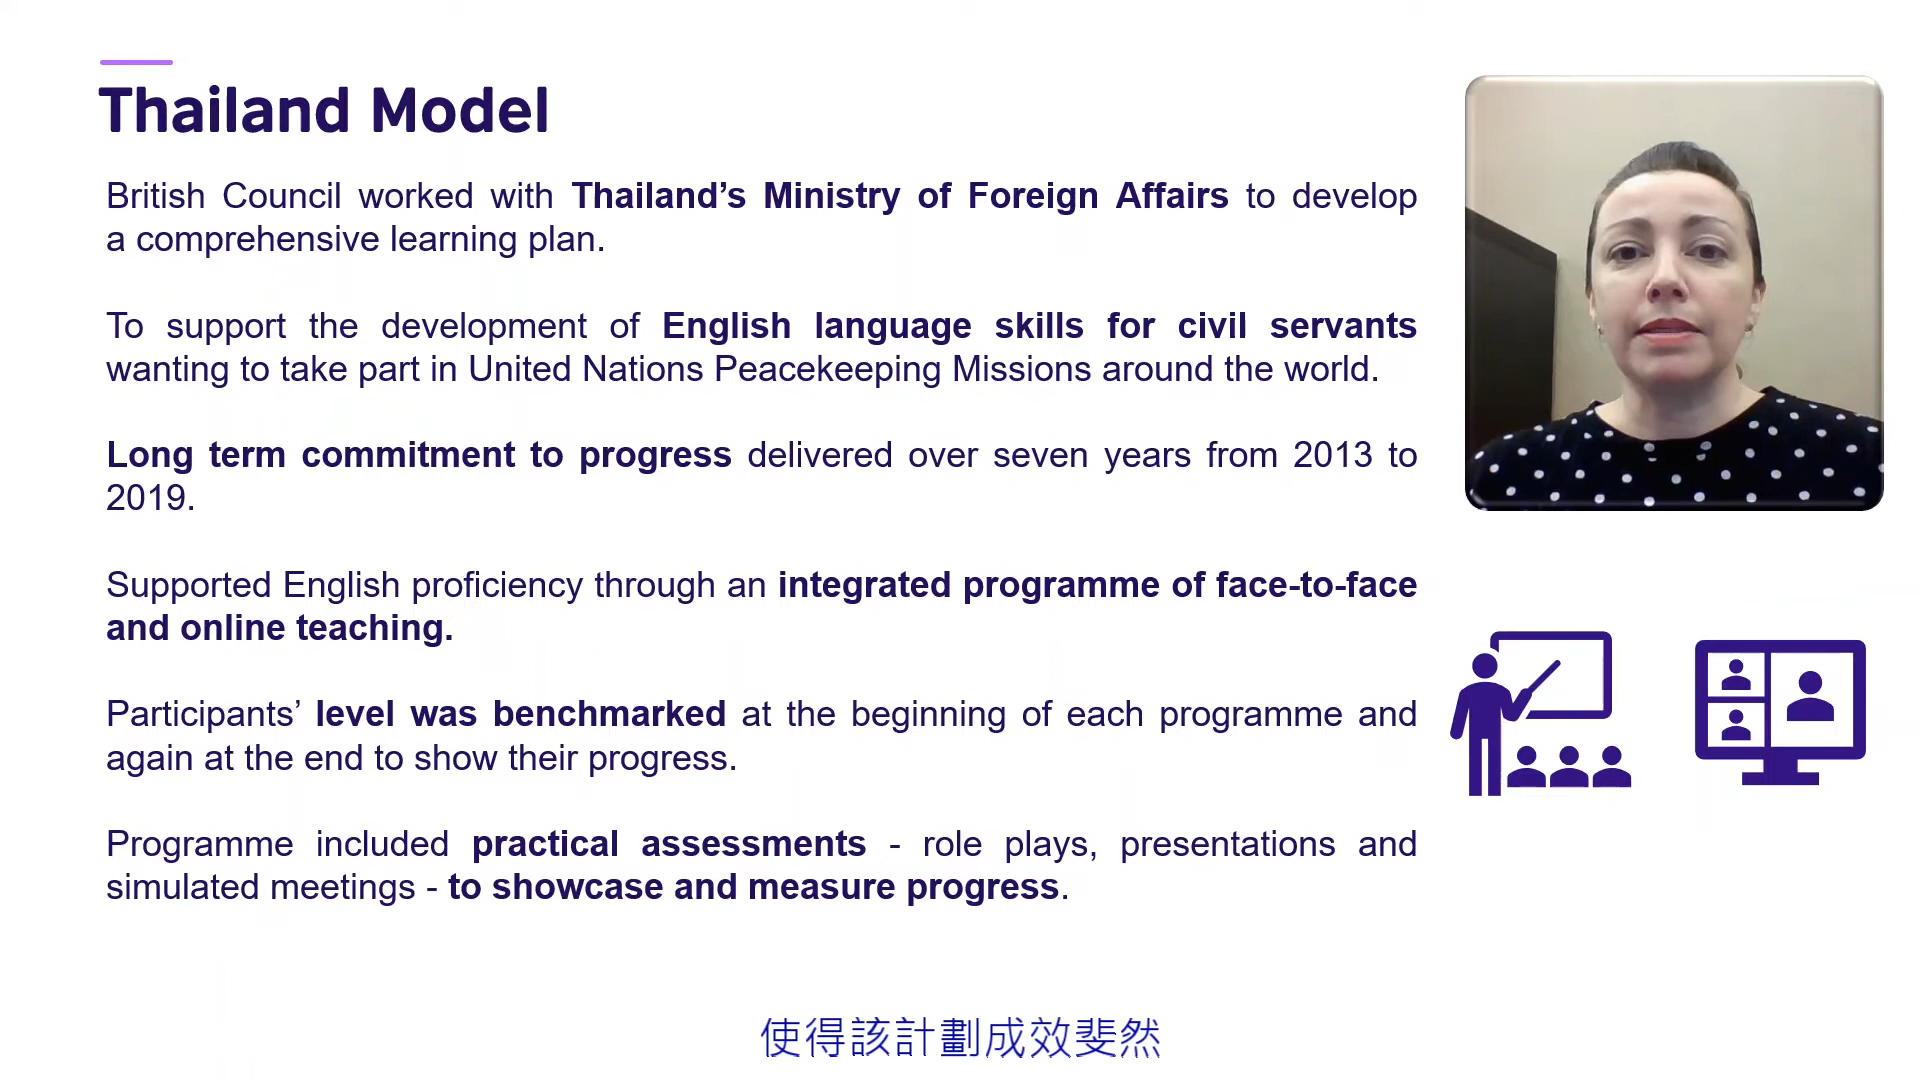 Thailand Model
British Council worked with Thailand’s Ministry of Foreign Affairs to develop
a comprehensive learning plan.
To support the development of English language skills for civil servants
wanting to take part in United Nations Peacekeeping Missions around the world.
Long term commitment to progress delivered over seven years from 2013 to
2019.
Supported English proficiency through an integrated programme of face-to-face
and online teaching.
Participants’ level was benchmarked at the beginning of each programme and
again at the end to show their progress.
Programme included practical assessments - role plays, presentations and
simulated meetings - to showcase and measure progress.
使得該計劃成效斐然